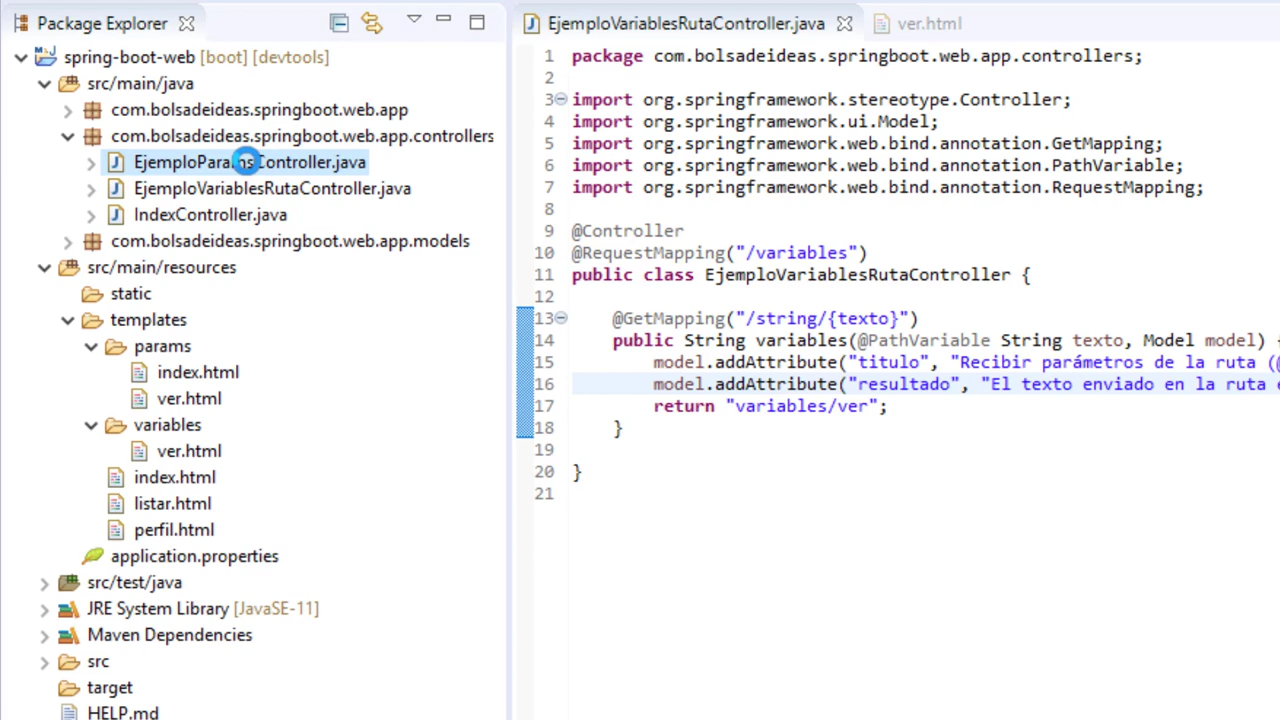 Package Explorer
spring-boot-web [boot] [devtools]
src/main/java
com.bolsadeideas.springboot.web.app
com.bolsadeideas.springboot.web.app.controllers
EjemploParamsController.java
EjemploVariablesRutaController.java
IndexController.java
com.bolsadeideas.springboot.web.app.models
src/main/resources
static
templates
params
index.html
ver.html
variables
ver.html
index.html
listar.html
perfil.html
application.properties
src/test/java
JRE System Library [JavaSE-11]
Maven Dependencies
src
target
HELP.md
EjemploVariablesRutaController.java
ver.html
1 package com.bolsadeideas.springboot.web.app.controllers;
2
3 import org.springframework.stereotype.Controller;
4 import org.springframework.ui.Model;
5 import org.springframework.web.bind.annotation.GetMapping;
6 import org.springframework.web.bind.annotation.PathVariable;
7 import org.springframework.web.bind.annotation.RequestMapping;
8
9 @Controller
10 @RequestMapping("/variables")
11 public class EjemploVariablesRutaController {
12
13 @GetMapping("/string/{texto}")
14 public String variables(@PathVariable String texto, Model model) {
15 model.addAttribute("titulo", "Recibir parámetros de la ruta (@
16 model.addAttribute("resultado", "El texto enviado en la ruta e
17 return "variables/ver";
18 }
19
20 }
21